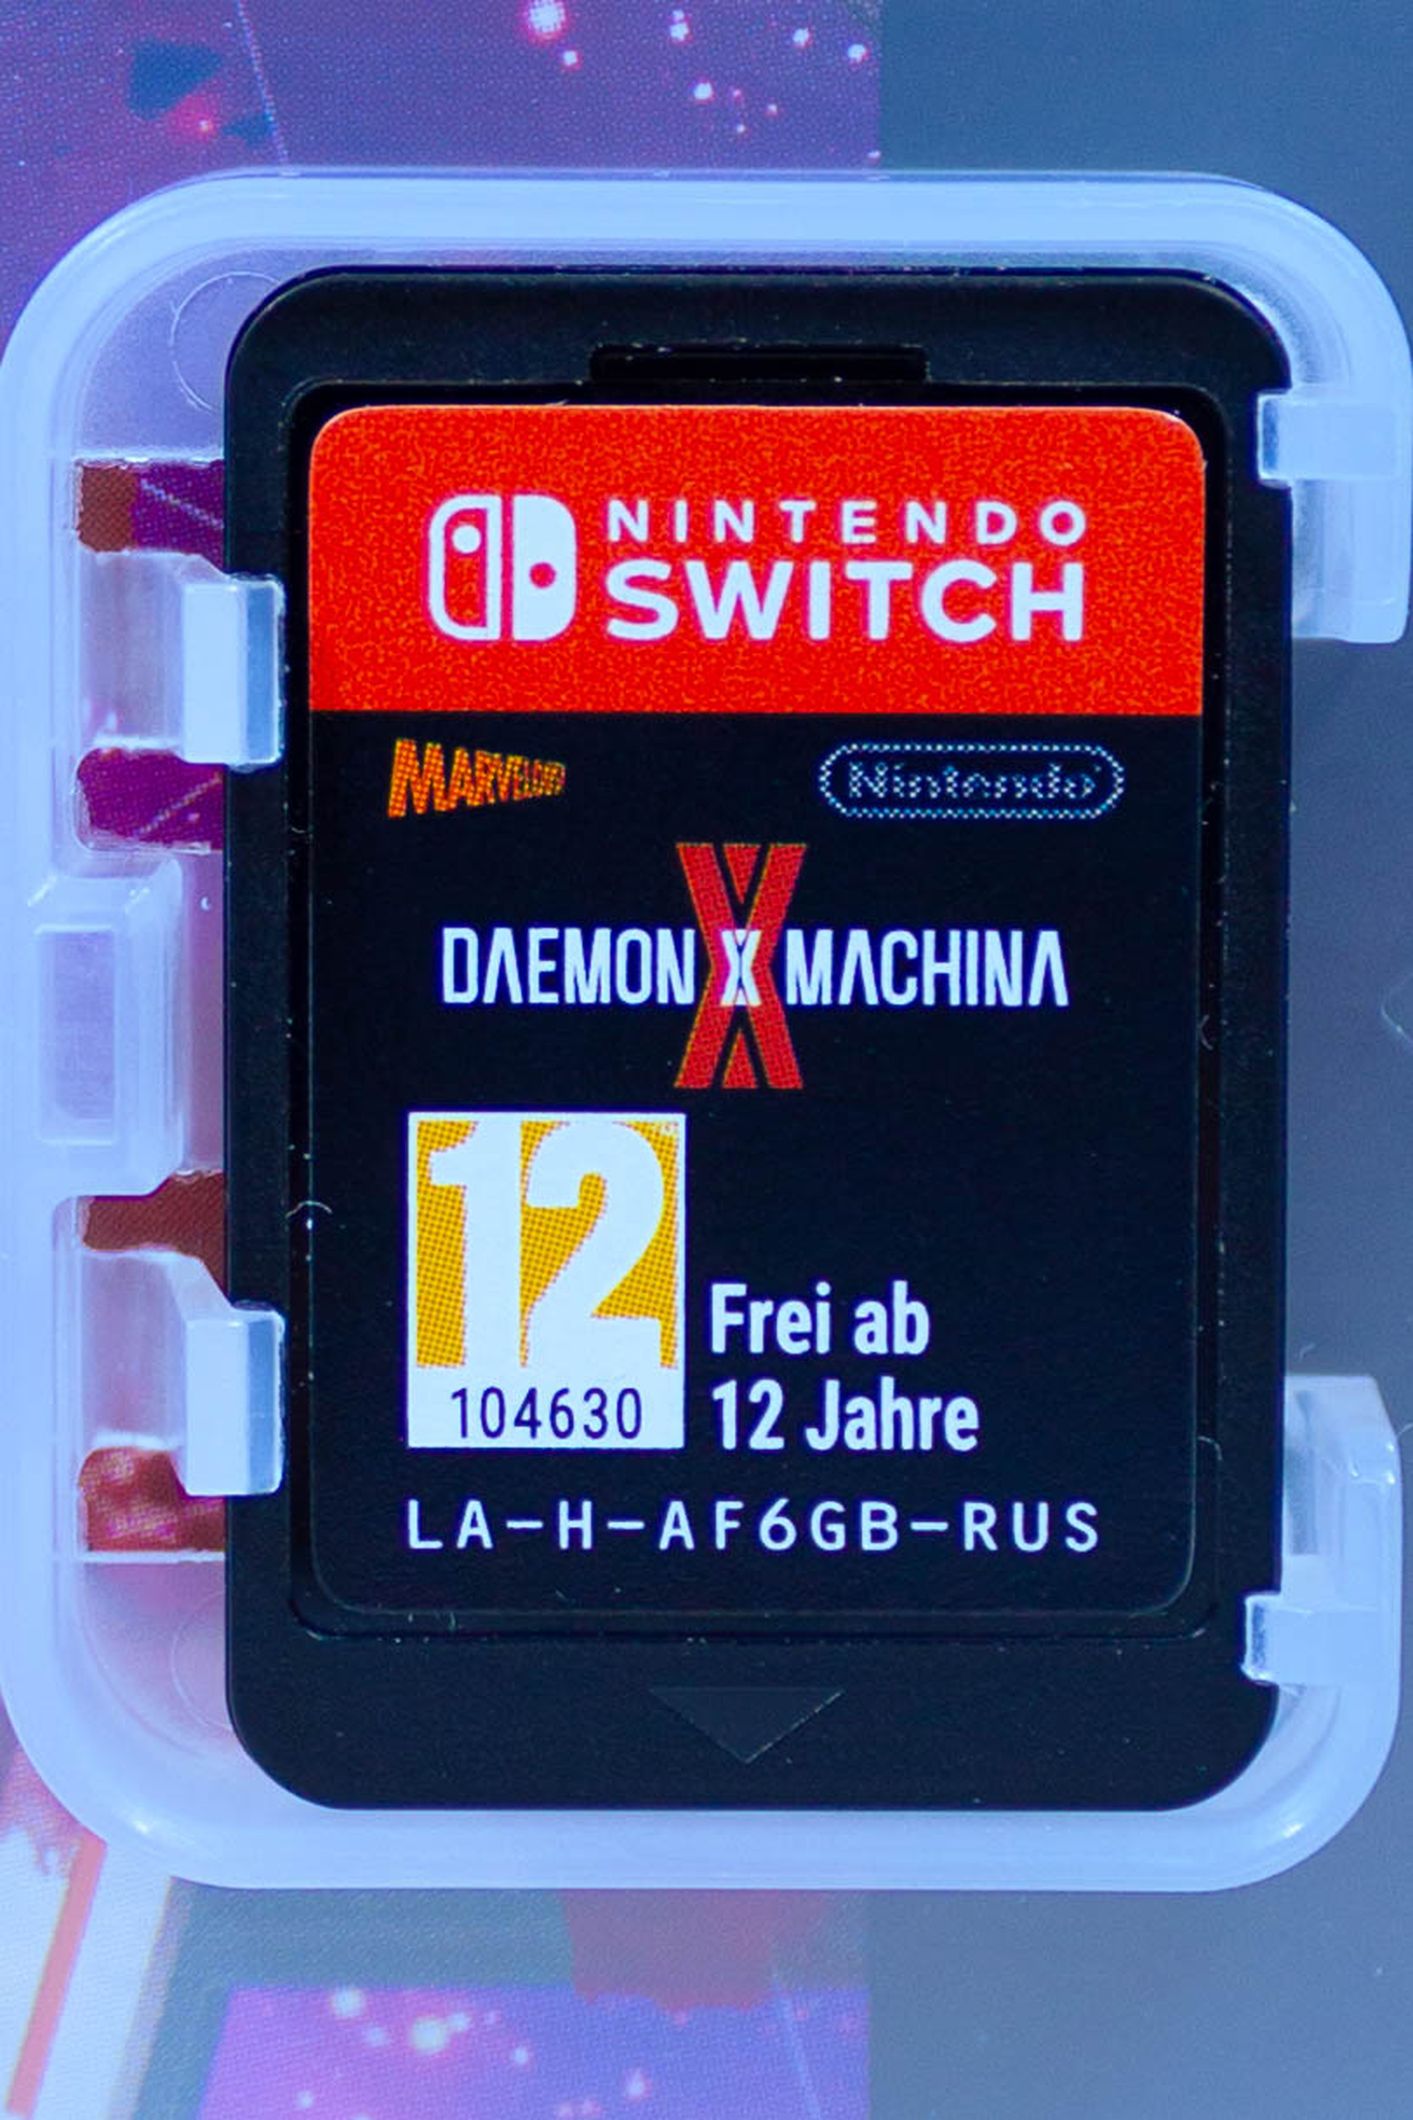 NINTENDO
SWITCH
MARVELOUS
Nintendo
DAEMON X MACHINA
12
104630
Frei ab
12 Jahre
LA-H-AF6GB-RUS